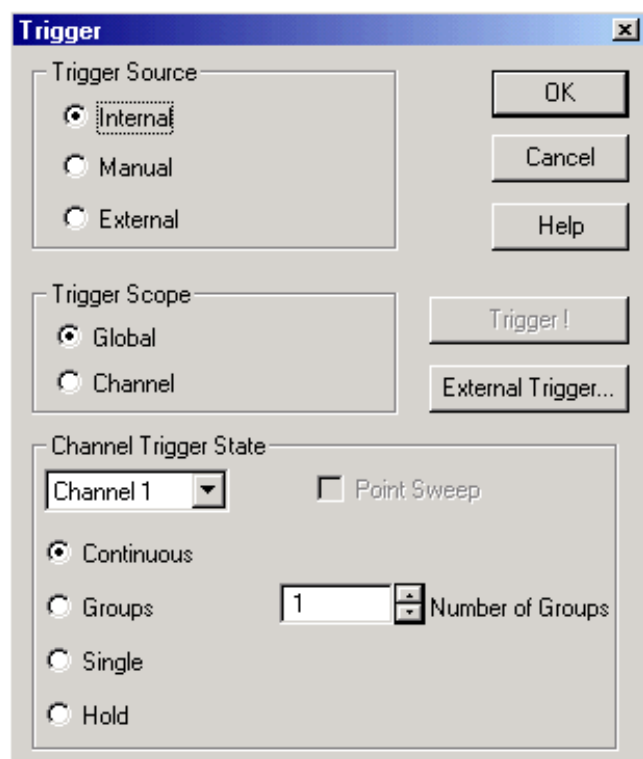 Trigger
Trigger Source
Internal
Manual
External
OK
Cancel
Help
Trigger Scope
Global
Channel
Trigger !
External Trigger...
Channel Trigger State
Channel 1
Point Sweep
Continuous
Groups
1
Number of Groups
Single
Hold